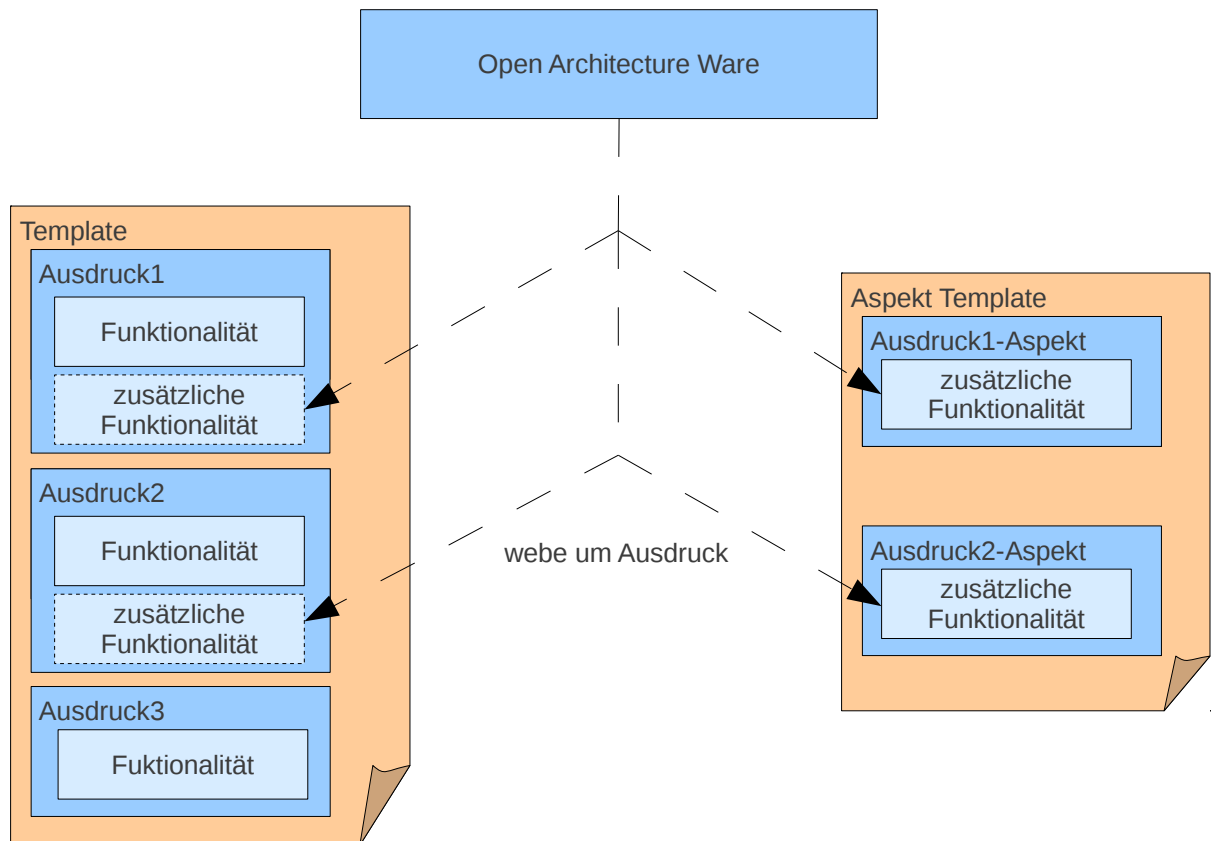 Open Architecture Ware
Template
Ausdruck1
Funktionalität
zusätzliche
Funktionalität
Ausdruck2
Funktionalität
zusätzliche
Funktionalität
Ausdruck3
Fuktionalität
webe um Ausdruck
Aspekt Template
Ausdruck1-Aspekt
zusätzliche
Funktionalität
Ausdruck2-Aspekt
zusätzliche
Funktionalität